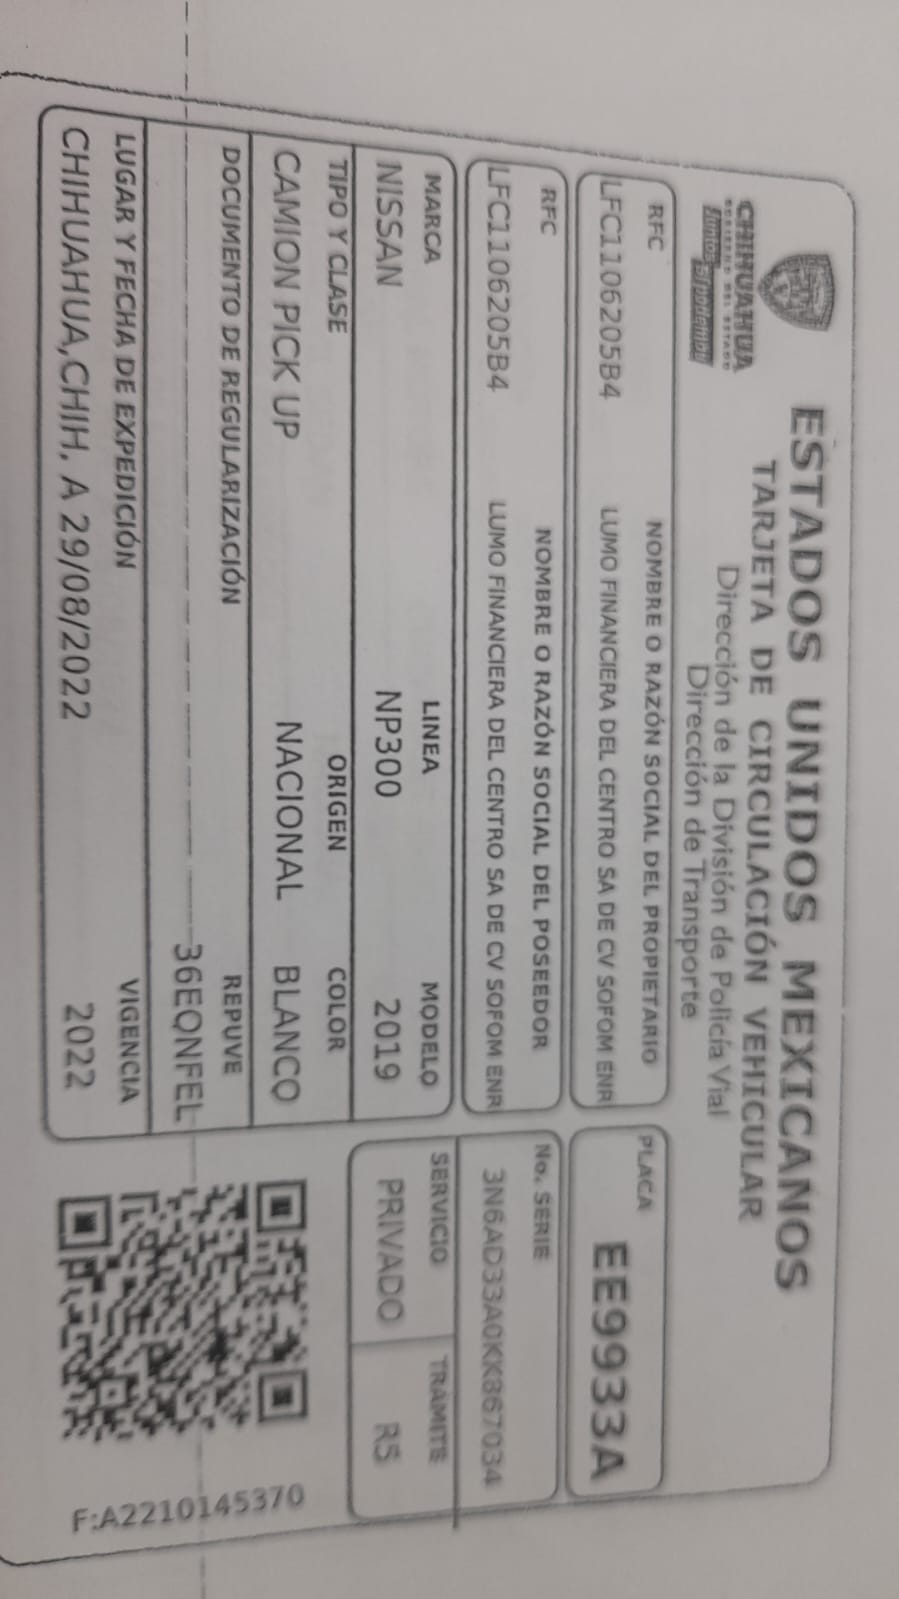 CHIHUAHUA
GOBIERNO DEL ESTADO
Juntos Sí podemos
ESTADOS UNIDOS MEXICANOS
TARJETA DE CIRCULACIÓN VEHICULAR
Dirección de la División de Policía Vial
Dirección de Transporte
RFC NOMBRE O RAZÓN SOCIAL DEL PROPIETARIO
LFC1106205B4 LUMO FINANCIERA DEL CENTRO SA DE CV SOFOM ENR
PLACA
EE9933A
RFC NOMBRE O RAZÓN SOCIAL DEL POSEEDOR
LFC1106205B4 LUMO FINANCIERA DEL CENTRO SA DE CV SOFOM ENR
No. SERIE
3N6AD33A0KK867034
MARCA LINEA MODELO
NISSAN NP300 2019
SERVICIO TRAMITE
PRIVADO R5
TIPO Y CLASE ORIGEN COLOR
CAMION PICK UP NACIONAL BLANCO
DOCUMENTO DE REGULARIZACIÓN REPUVE
36EQNFEL
LUGAR Y FECHA DE EXPEDICIÓN VIGENCIA
CHIHUAHUA,CHIH, A 29/08/2022 2022
F:A2210145370